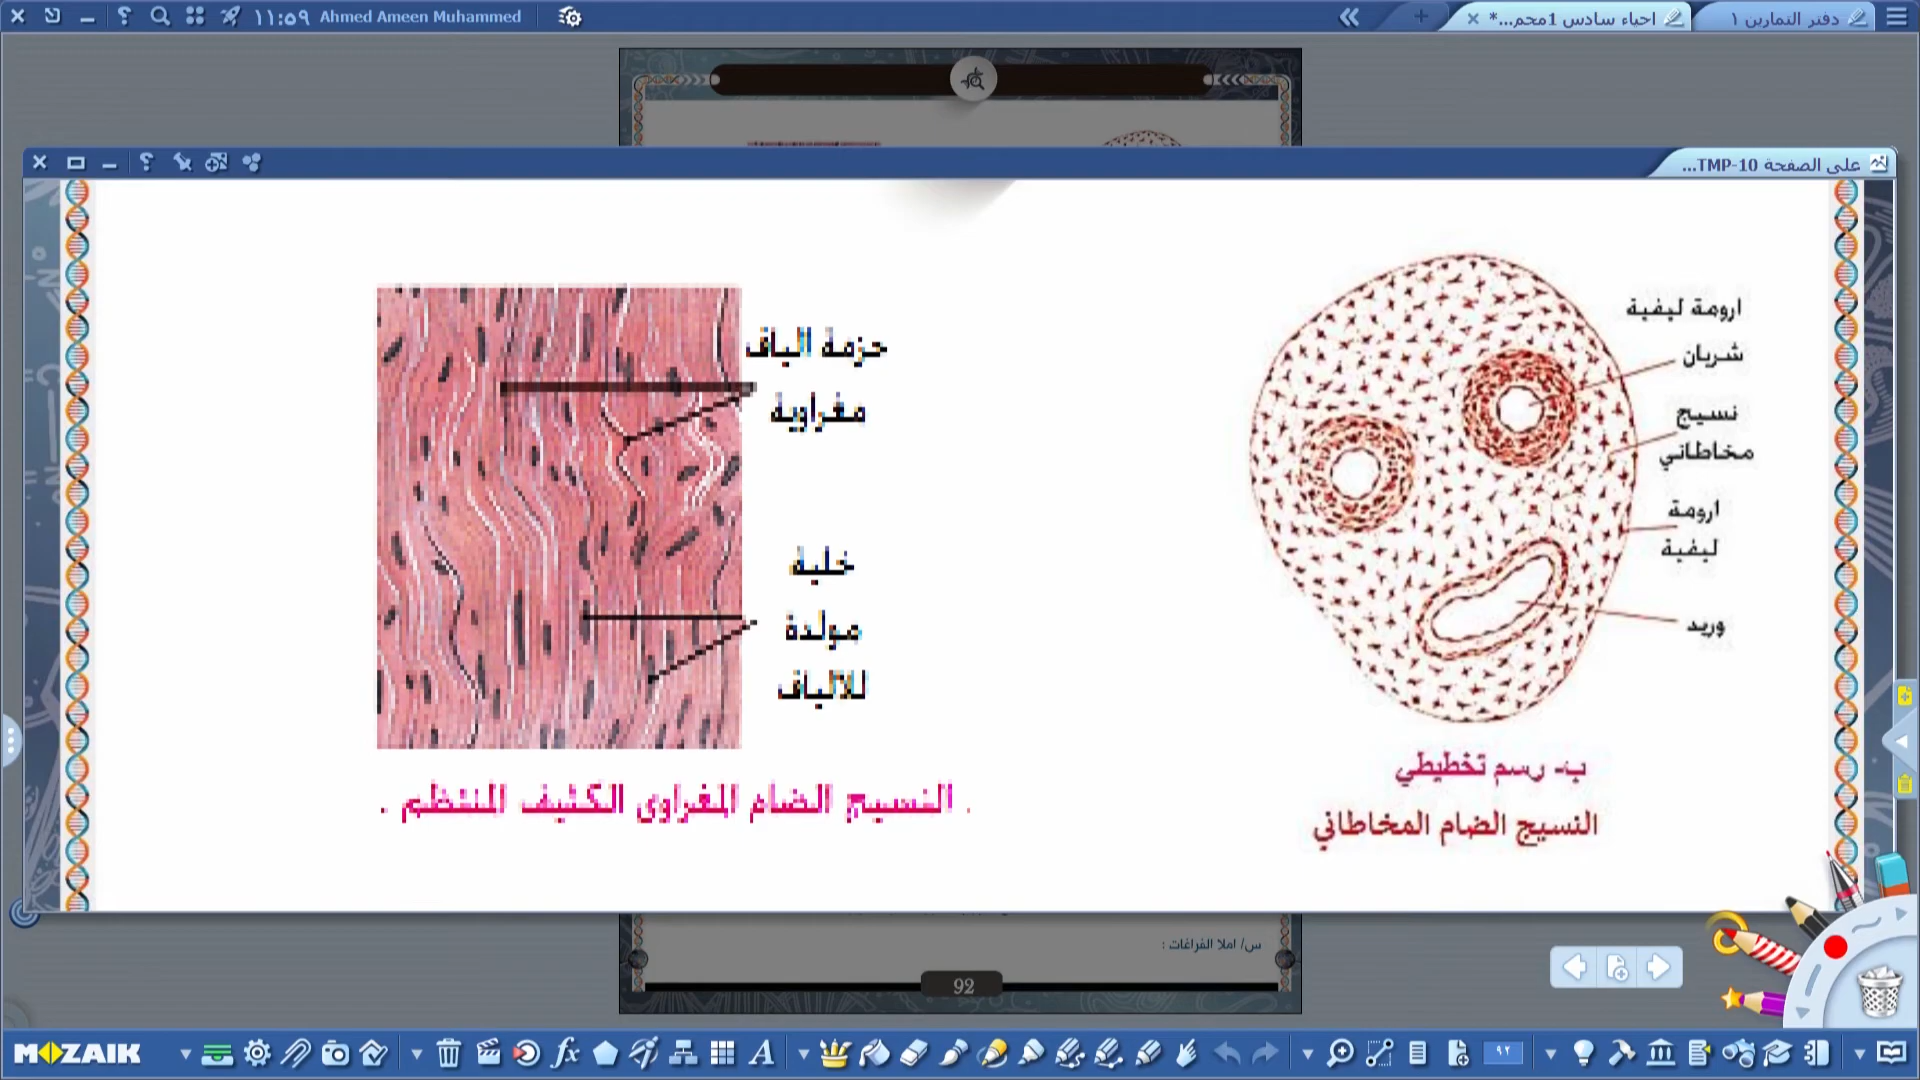 Ahmed Ameen Muhammed ١١:٥٩
احياء سادس 1محم...*
دفتر التمارين ١
على الصفحة TMP-10...
حزمة الياف
مغراوية
خلية
مولدة
للالياف
. النسيج الضام المغراوي الكثيف المنتظم .
ارومة ليفية
شريان
نسيج
مخاطاني
ارومة
ليفية
وريد
ب- رسم تخطيطي
النسيج الضام المخاطاني
س/ املا الفراغات :
92
MOZAIK
٩٢